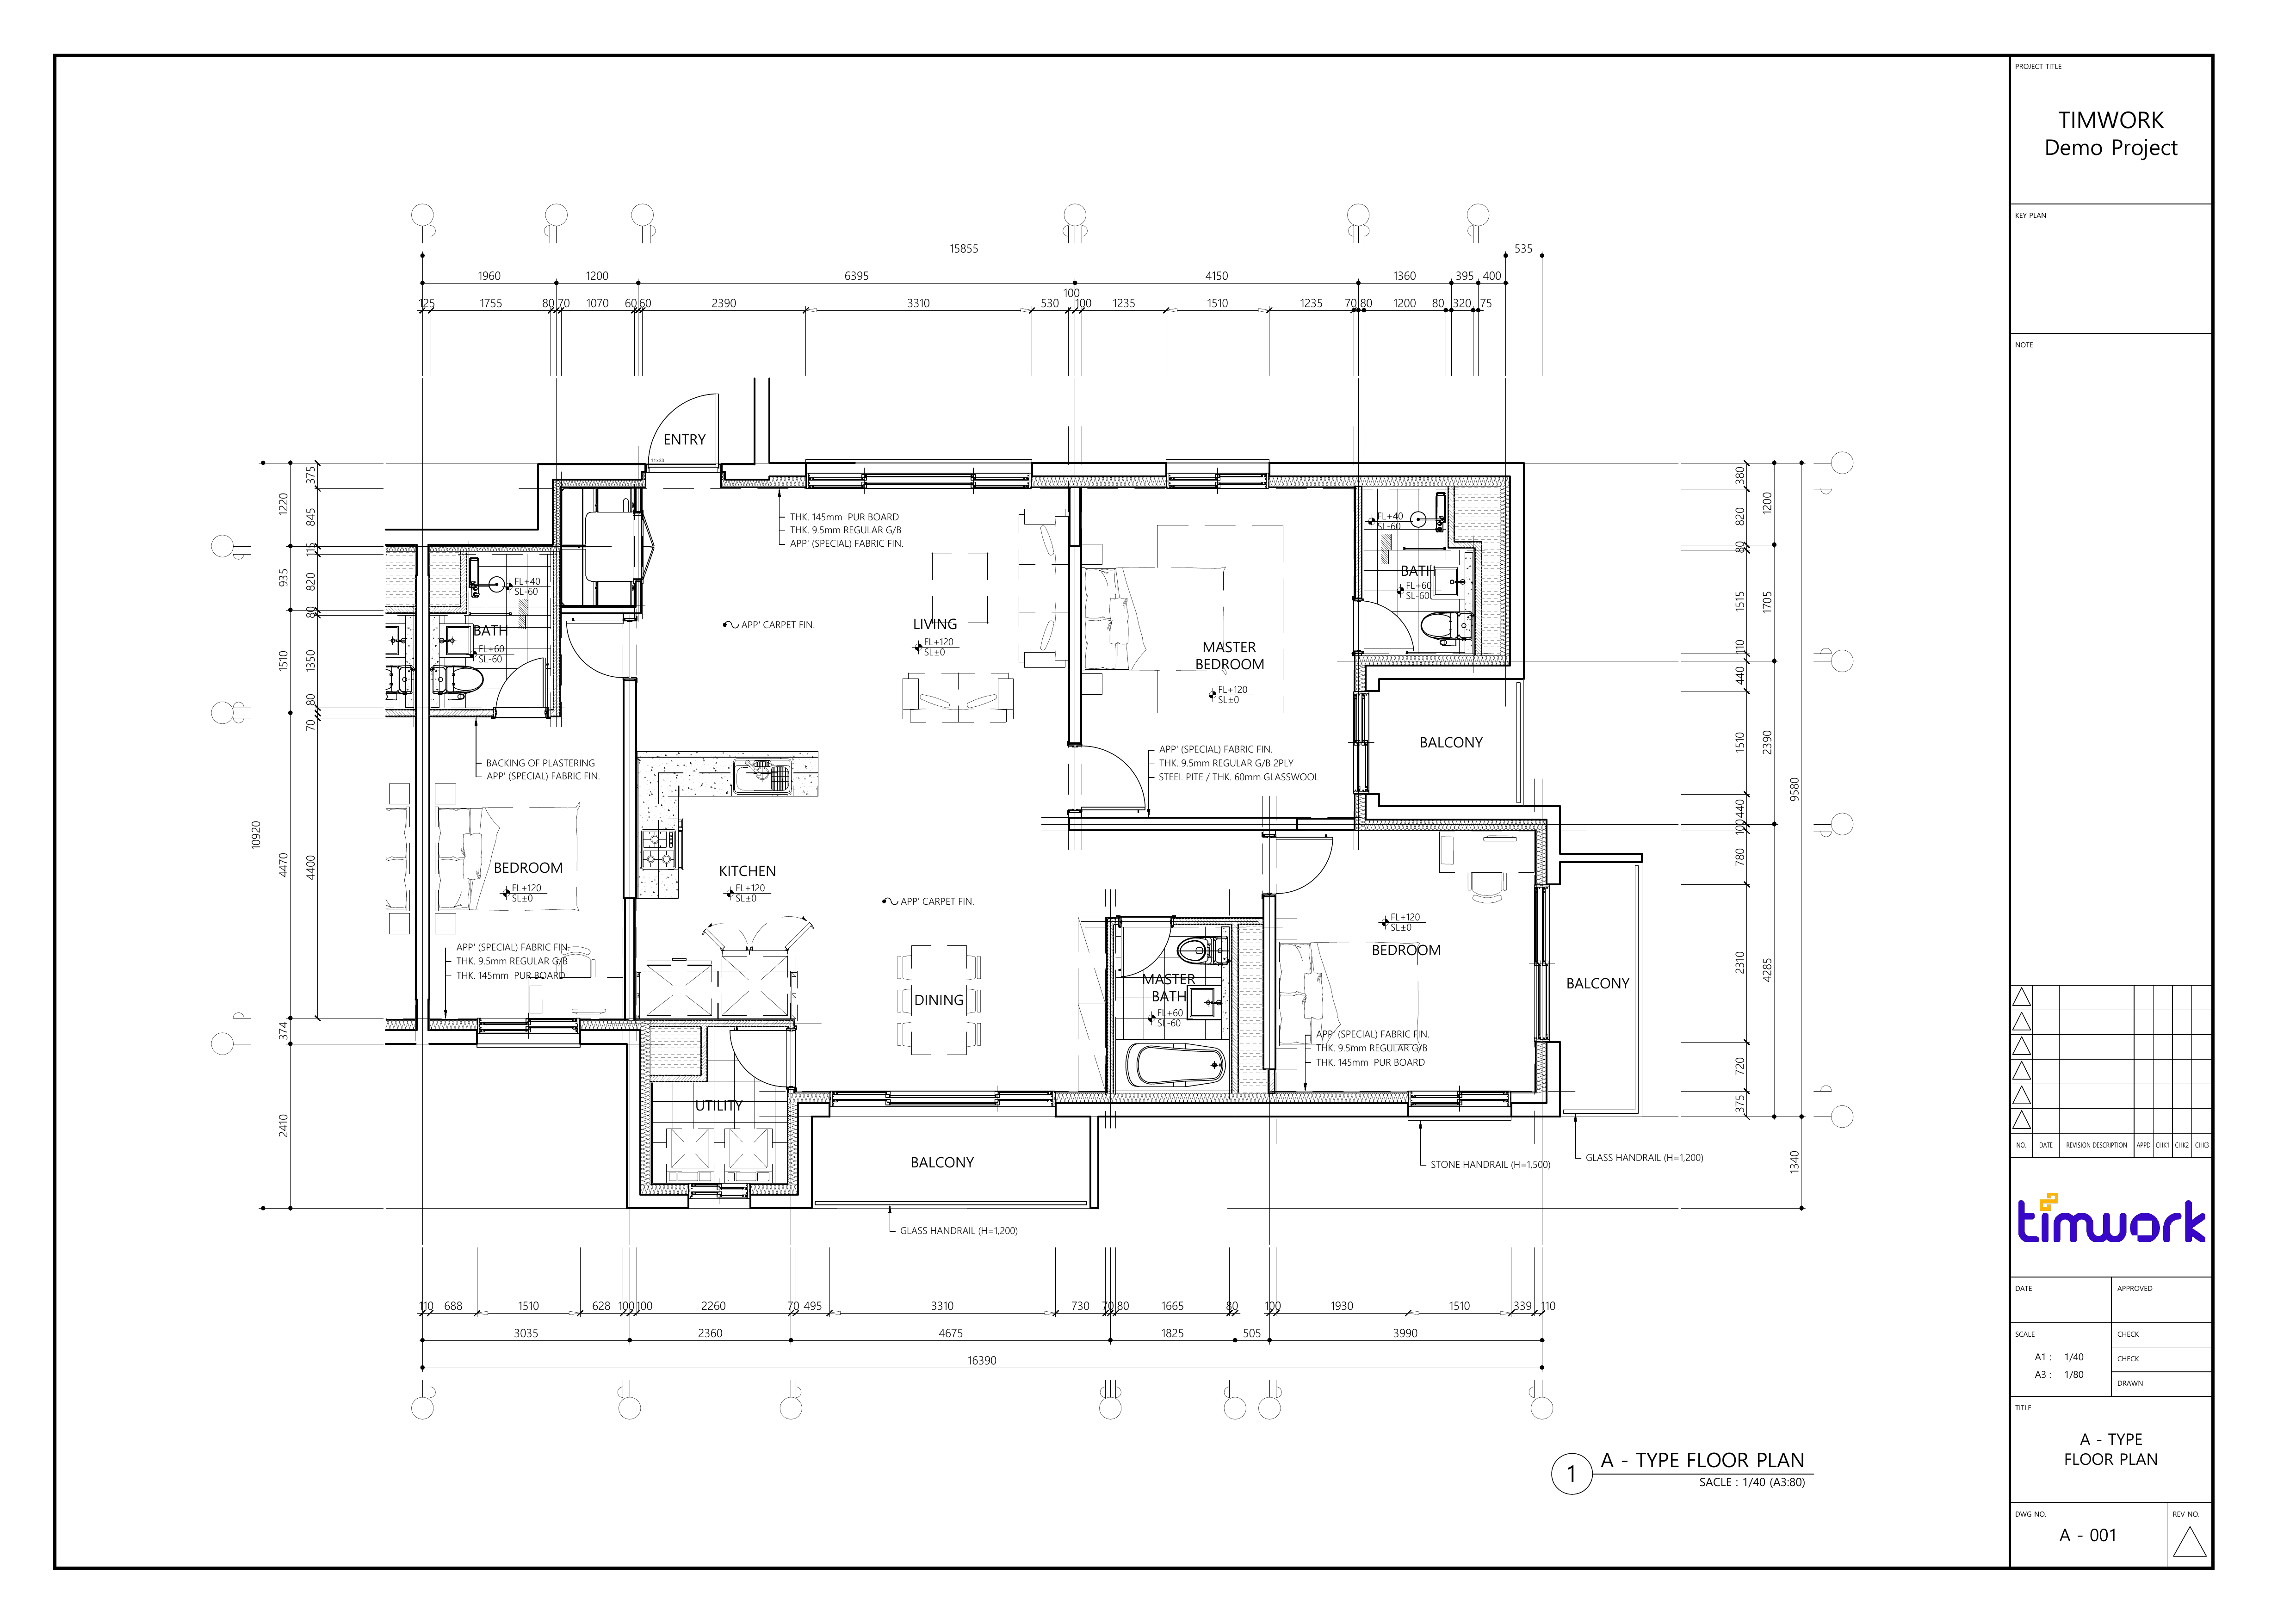 PROJECT TITLE
TIMWORK
Demo Project
KEY PLAN
NOTE
15855
535
1960
1200
6395
4150
1360
395
400
125
1755
80
70
1070
60
60
2390
3310
530
100
100
1235
1510
1235
70
80
1200
80
320
75
ENTRY
11x23
375
1220
845
115
935
820
80
1510
1350
80
70
10920
4470
4400
374
2410
380
1200
820
80
1515
1705
110
440
1510
2390
9580
440
100
780
2310
4285
720
375
1340
THK. 145mm PUR BOARD
THK. 9.5mm REGULAR G/B
APP' (SPECIAL) FABRIC FIN.
FL+40
SL-60
BATH
FL+60
SL-60
FL+40
SL-60
BATH
FL+60
SL-60
APP' CARPET FIN.
LIVING
FL+120
SL±0
MASTER
BEDROOM
FL+120
SL±0
BALCONY
BACKING OF PLASTERING
APP' (SPECIAL) FABRIC FIN.
APP' (SPECIAL) FABRIC FIN.
THK. 9.5mm REGULAR G/B 2PLY
STEEL PITE / THK. 60mm GLASSWOOL
BEDROOM
FL+120
SL±0
KITCHEN
FL+120
SL±0
APP' CARPET FIN.
FL+120
SL±0
BEDROOM
APP' (SPECIAL) FABRIC FIN.
THK. 9.5mm REGULAR G/B
THK. 145mm PUR BOARD
DINING
MASTER
BATH
FL+60
SL-60
BALCONY
APP' (SPECIAL) FABRIC FIN.
THK. 9.5mm REGULAR G/B
THK. 145mm PUR BOARD
UTILITY
BALCONY
STONE HANDRAIL (H=1,500)
GLASS HANDRAIL (H=1,200)
GLASS HANDRAIL (H=1,200)
110
688
1510
628
100
100
2260
70
495
3310
730
70
80
1665
80
100
1930
1510
339
110
3035
2360
4675
1825
505
3990
16390
1
A - TYPE FLOOR PLAN
SACLE : 1/40 (A3:80)
NO.
DATE
REVISION DESCRIPTION
APPD
CHK1
CHK2
CHK3
timwork
DATE
APPROVED
SCALE
CHECK
A1 : 1/40
CHECK
A3 : 1/80
DRAWN
TITLE
A - TYPE
FLOOR PLAN
DWG NO.
REV NO.
A - 001